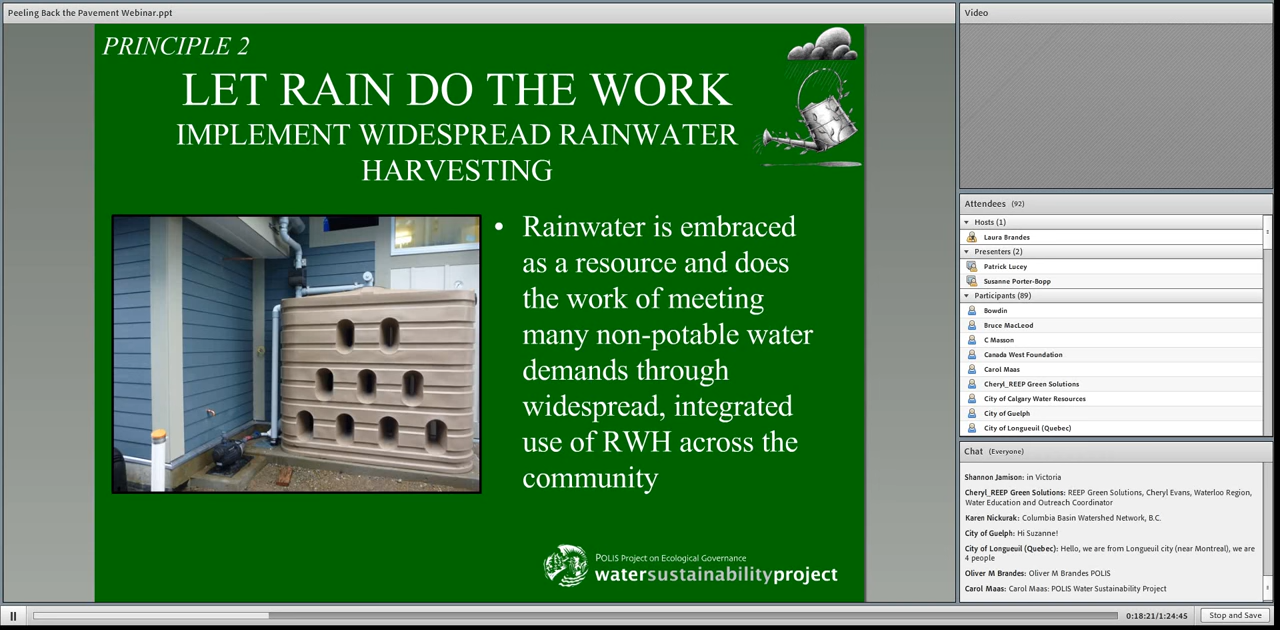 Peeling Back the Pavement Webinar.ppt
PRINCIPLE 2
LET RAIN DO THE WORK
IMPLEMENT WIDESPREAD RAINWATER
HARVESTING
• Rainwater is embraced
as a resource and does
the work of meeting
many non-potable water
demands through
widespread, integrated
use of RWH across the
community
POLIS Project on Ecological Governance
watersustainabilityproject
Video
Attendees (92)
Hosts (1)
Laura Brandes
Presenters (2)
Patrick Lucey
Susanne Porter-Bopp
Participants (89)
Bowdin
Bruce MacLeod
C Masson
Canada West Foundation
Carol Maas
Cheryl_REEP Green Solutions
City of Calgary Water Resources
City of Guelph
City of Longueuil (Quebec)
Chat (Everyone)
Shannon Jamison: in Victoria
Cheryl_REEP Green Solutions: REEP Green Solutions, Cheryl Evans, Waterloo Region,
Water Education and Outreach Coordinator
Karen Nickurak: Columbia Basin Watershed Network, B.C.
City of Guelph: Hi Suzanne!
City of Longueuil (Quebec): Hello, we are from Longueuil city (near Montreal), we are
4 people
Oliver M Brandes: Oliver M Brandes POLIS
Carol Maas: Carol Maas: POLIS Water Sustainability Project
0:18:21/1:24:45
Stop and Save